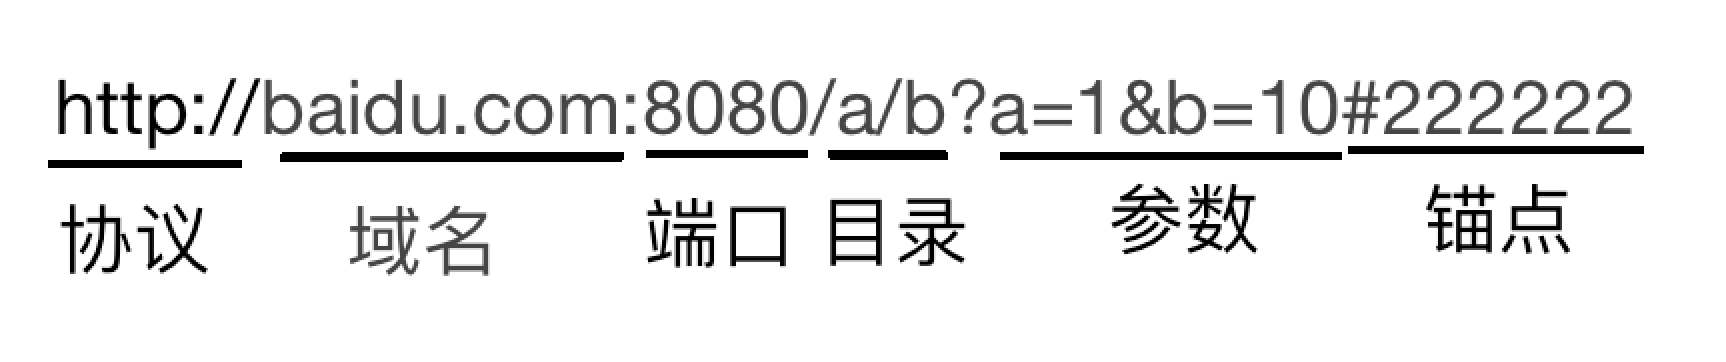 http://baidu.com:8080/a/b?a=1&b=10#222222
协议 域名 端口 目录 参数 锚点